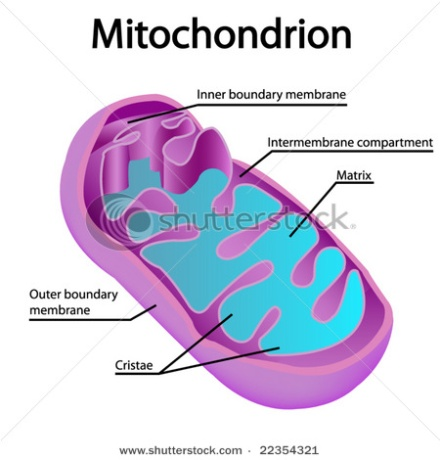 Mitochondrion
Inner boundary membrane
Intermembrane compartment
Matrix
shutterstock.
Outer boundary
membrane
Cristae
www.shutterstock.com · 22354321